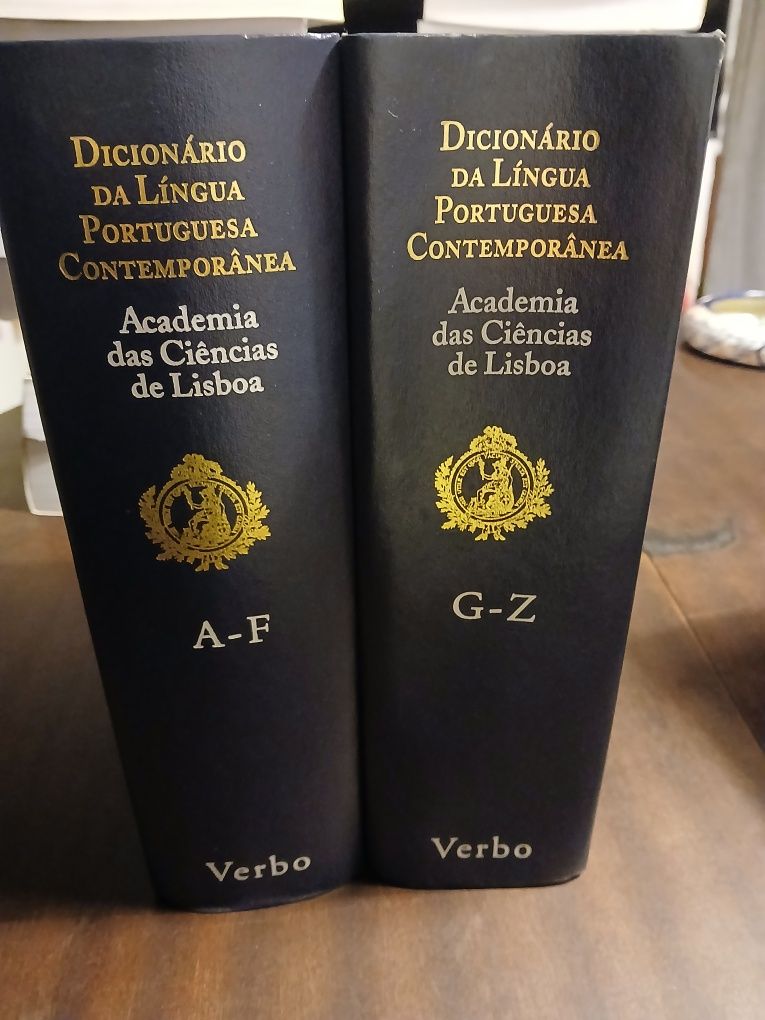 Dicionário
da Língua
Portuguesa
Contemporânea
Academia
das Ciências
de Lisboa
A-F
Verbo
Dicionário
da Língua
Portuguesa
Contemporânea
Academia
das Ciências
de Lisboa
G-Z
Verbo